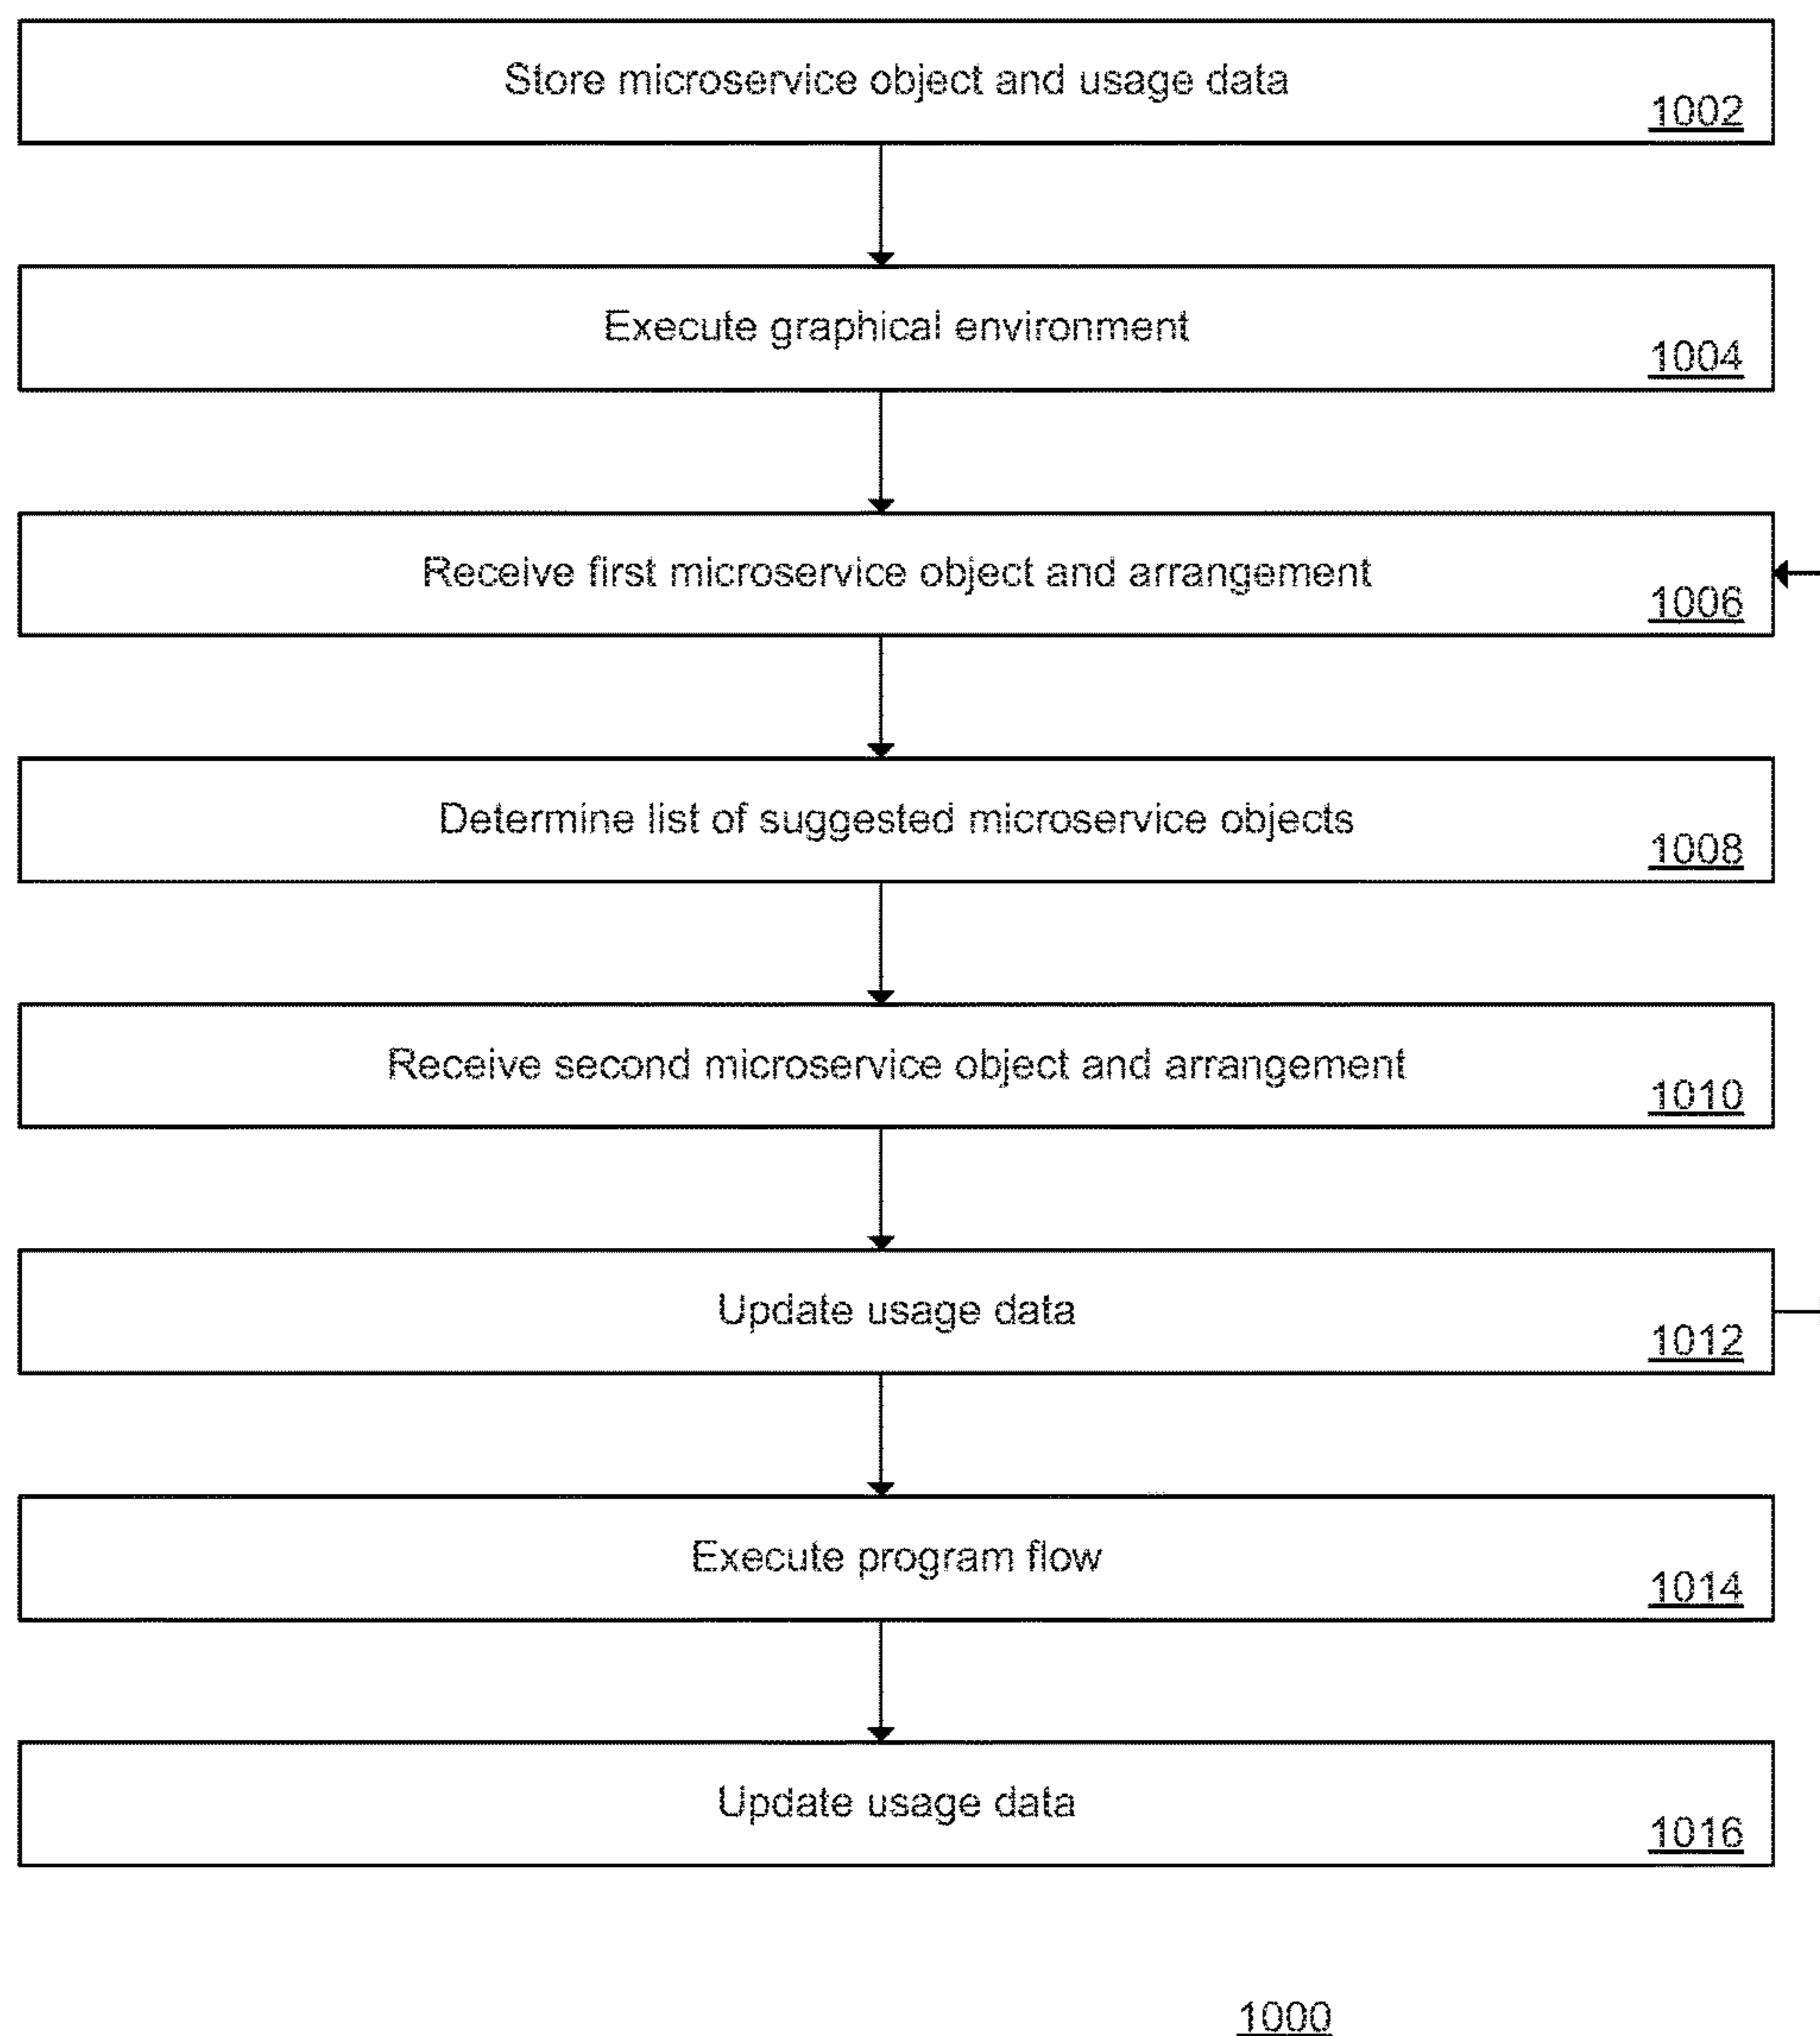 Store microservice object and usage data
1002
Execute graphical environment
1004
Receive first microservice object and arrangement
1006
Determine list of suggested microservice objects
1008
Receive second microservice object and arrangement
1010
Update usage data
1012
Execute program flow
1014
Update usage data
1016
1000